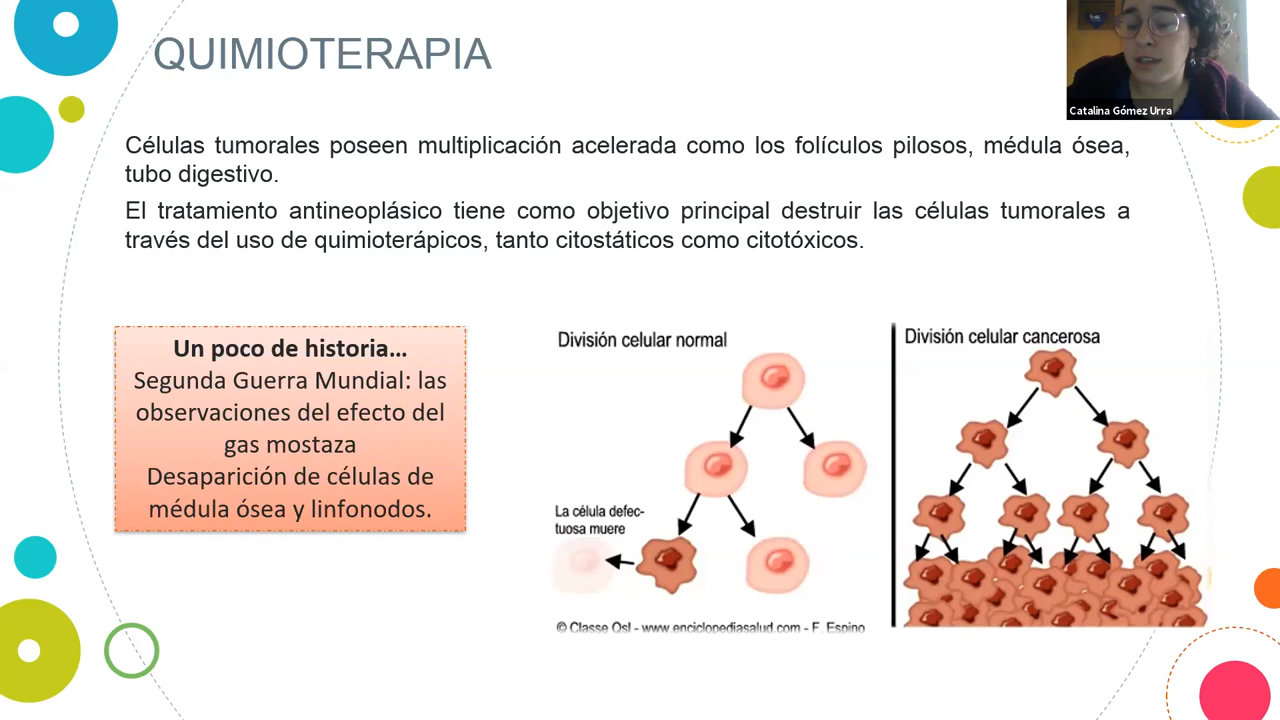 QUIMIOTERAPIA
Catalina Gómez Urra
Células tumorales poseen multiplicación acelerada como los folículos pilosos, médula ósea,
tubo digestivo.
El tratamiento antineoplásico tiene como objetivo principal destruir las células tumorales a
través del uso de quimioterápicos, tanto citostáticos como citotóxicos.
Un poco de historia...
Segunda Guerra Mundial: las
observaciones del efecto del
gas mostaza
Desaparición de células de
médula ósea y linfonodos.
División celular normal
La célula defec-
tuosa muere
© Classe Qsl - www.enciclopediasalud.com - F. Espino
División celular cancerosa